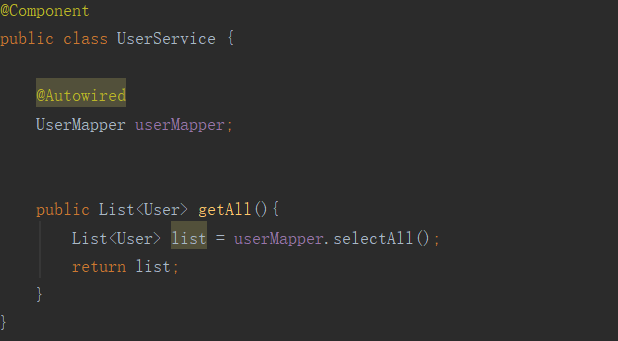 @Component
public class UserService {
@Autowired
UserMapper userMapper;
public List<User> getAll(){
List<User> list = userMapper.selectAll();
return list;
}
}